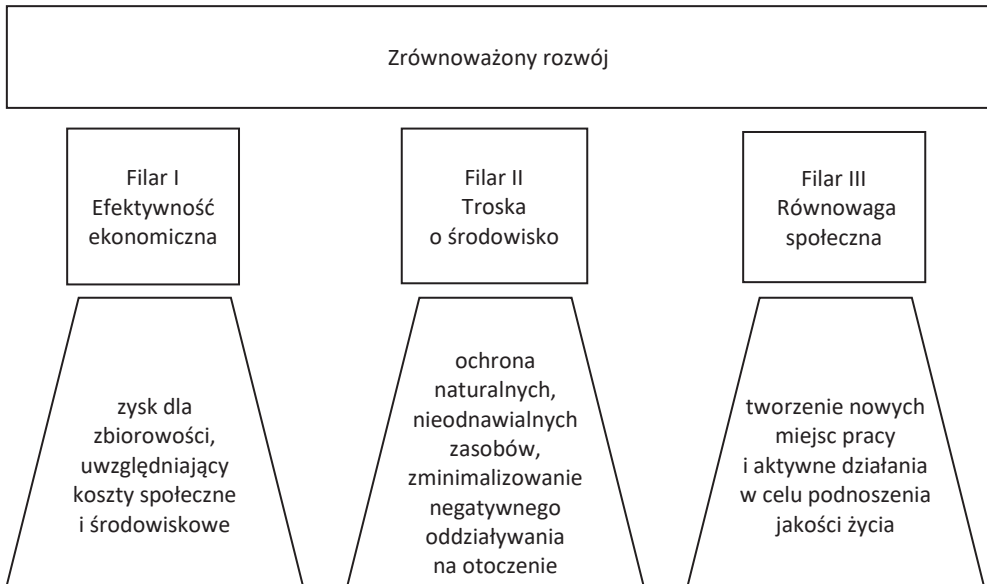 Zrównoważony rozwój
Filar I
Efektywność
ekonomiczna
Filar II
Troska
o środowisko
Filar III
Równowaga
społeczna
zysk dla
zbiorowości,
uwzględniający
koszty społeczne
i środowiskowe
ochrona
naturalnych,
nieodnawialnych
zasobów,
zminimalizowanie
negatywnego
oddziaływania
na otoczenie
tworzenie nowych
miejsc pracy
i aktywne działania
w celu podnoszenia
jakości życia